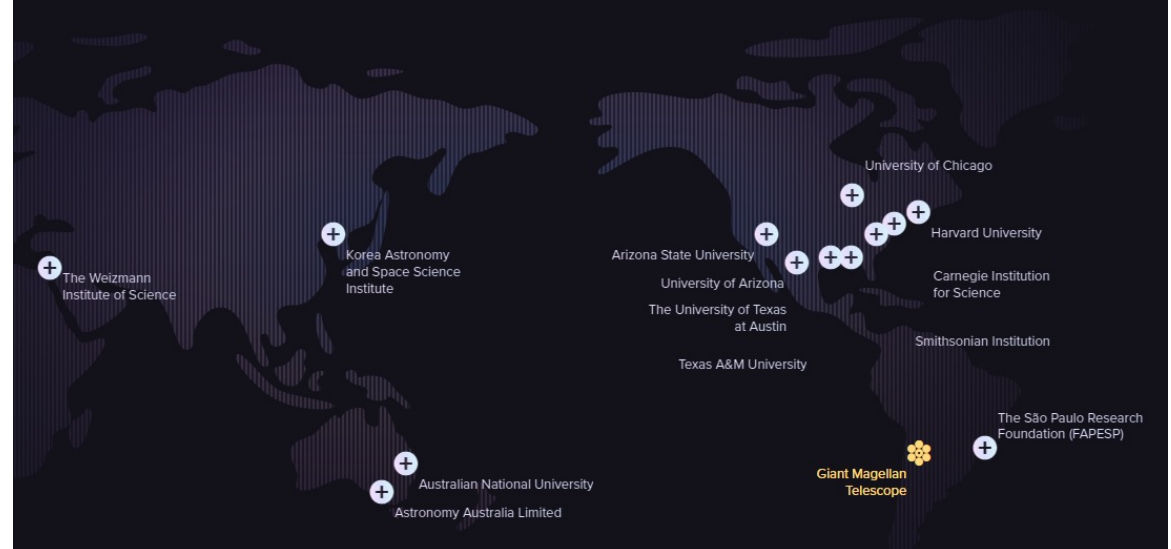 University of Chicago
Harvard University
Korea Astronomy
and Space Science
Institute
Arizona State University
The Weizmann
Institute of Science
University of Arizona
Carnegie Institution
for Science
The University of Texas
at Austin
Smithsonian Institution
Texas A&M University
The São Paulo Research
Foundation (FAPESP)
Giant Magellan
Telescope
Australian National University
Astronomy Australia Limited